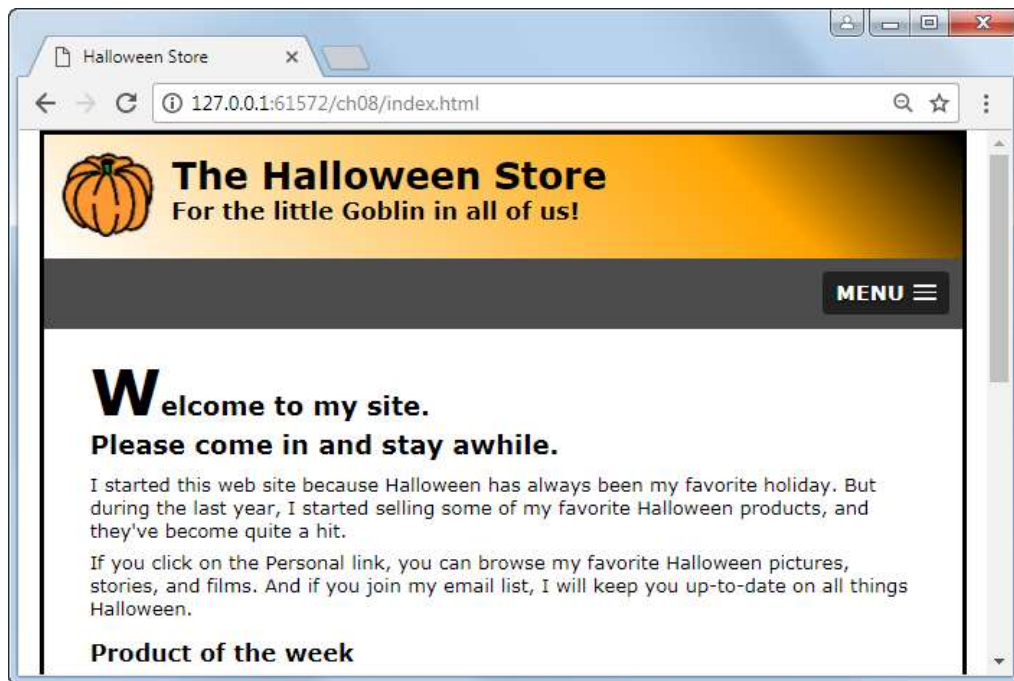 Halloween Store
127.0.0.1:61572/ch08/index.html
The Halloween Store
For the little Goblin in all of us!
MENU
Welcome to my site.
Please come in and stay awhile.
I started this web site because Halloween has always been my favorite holiday. But
during the last year, I started selling some of my favorite Halloween products, and
they've become quite a hit.
If you click on the Personal link, you can browse my favorite Halloween pictures,
stories, and films. And if you join my email list, I will keep you up-to-date on all things
Halloween.
Product of the week